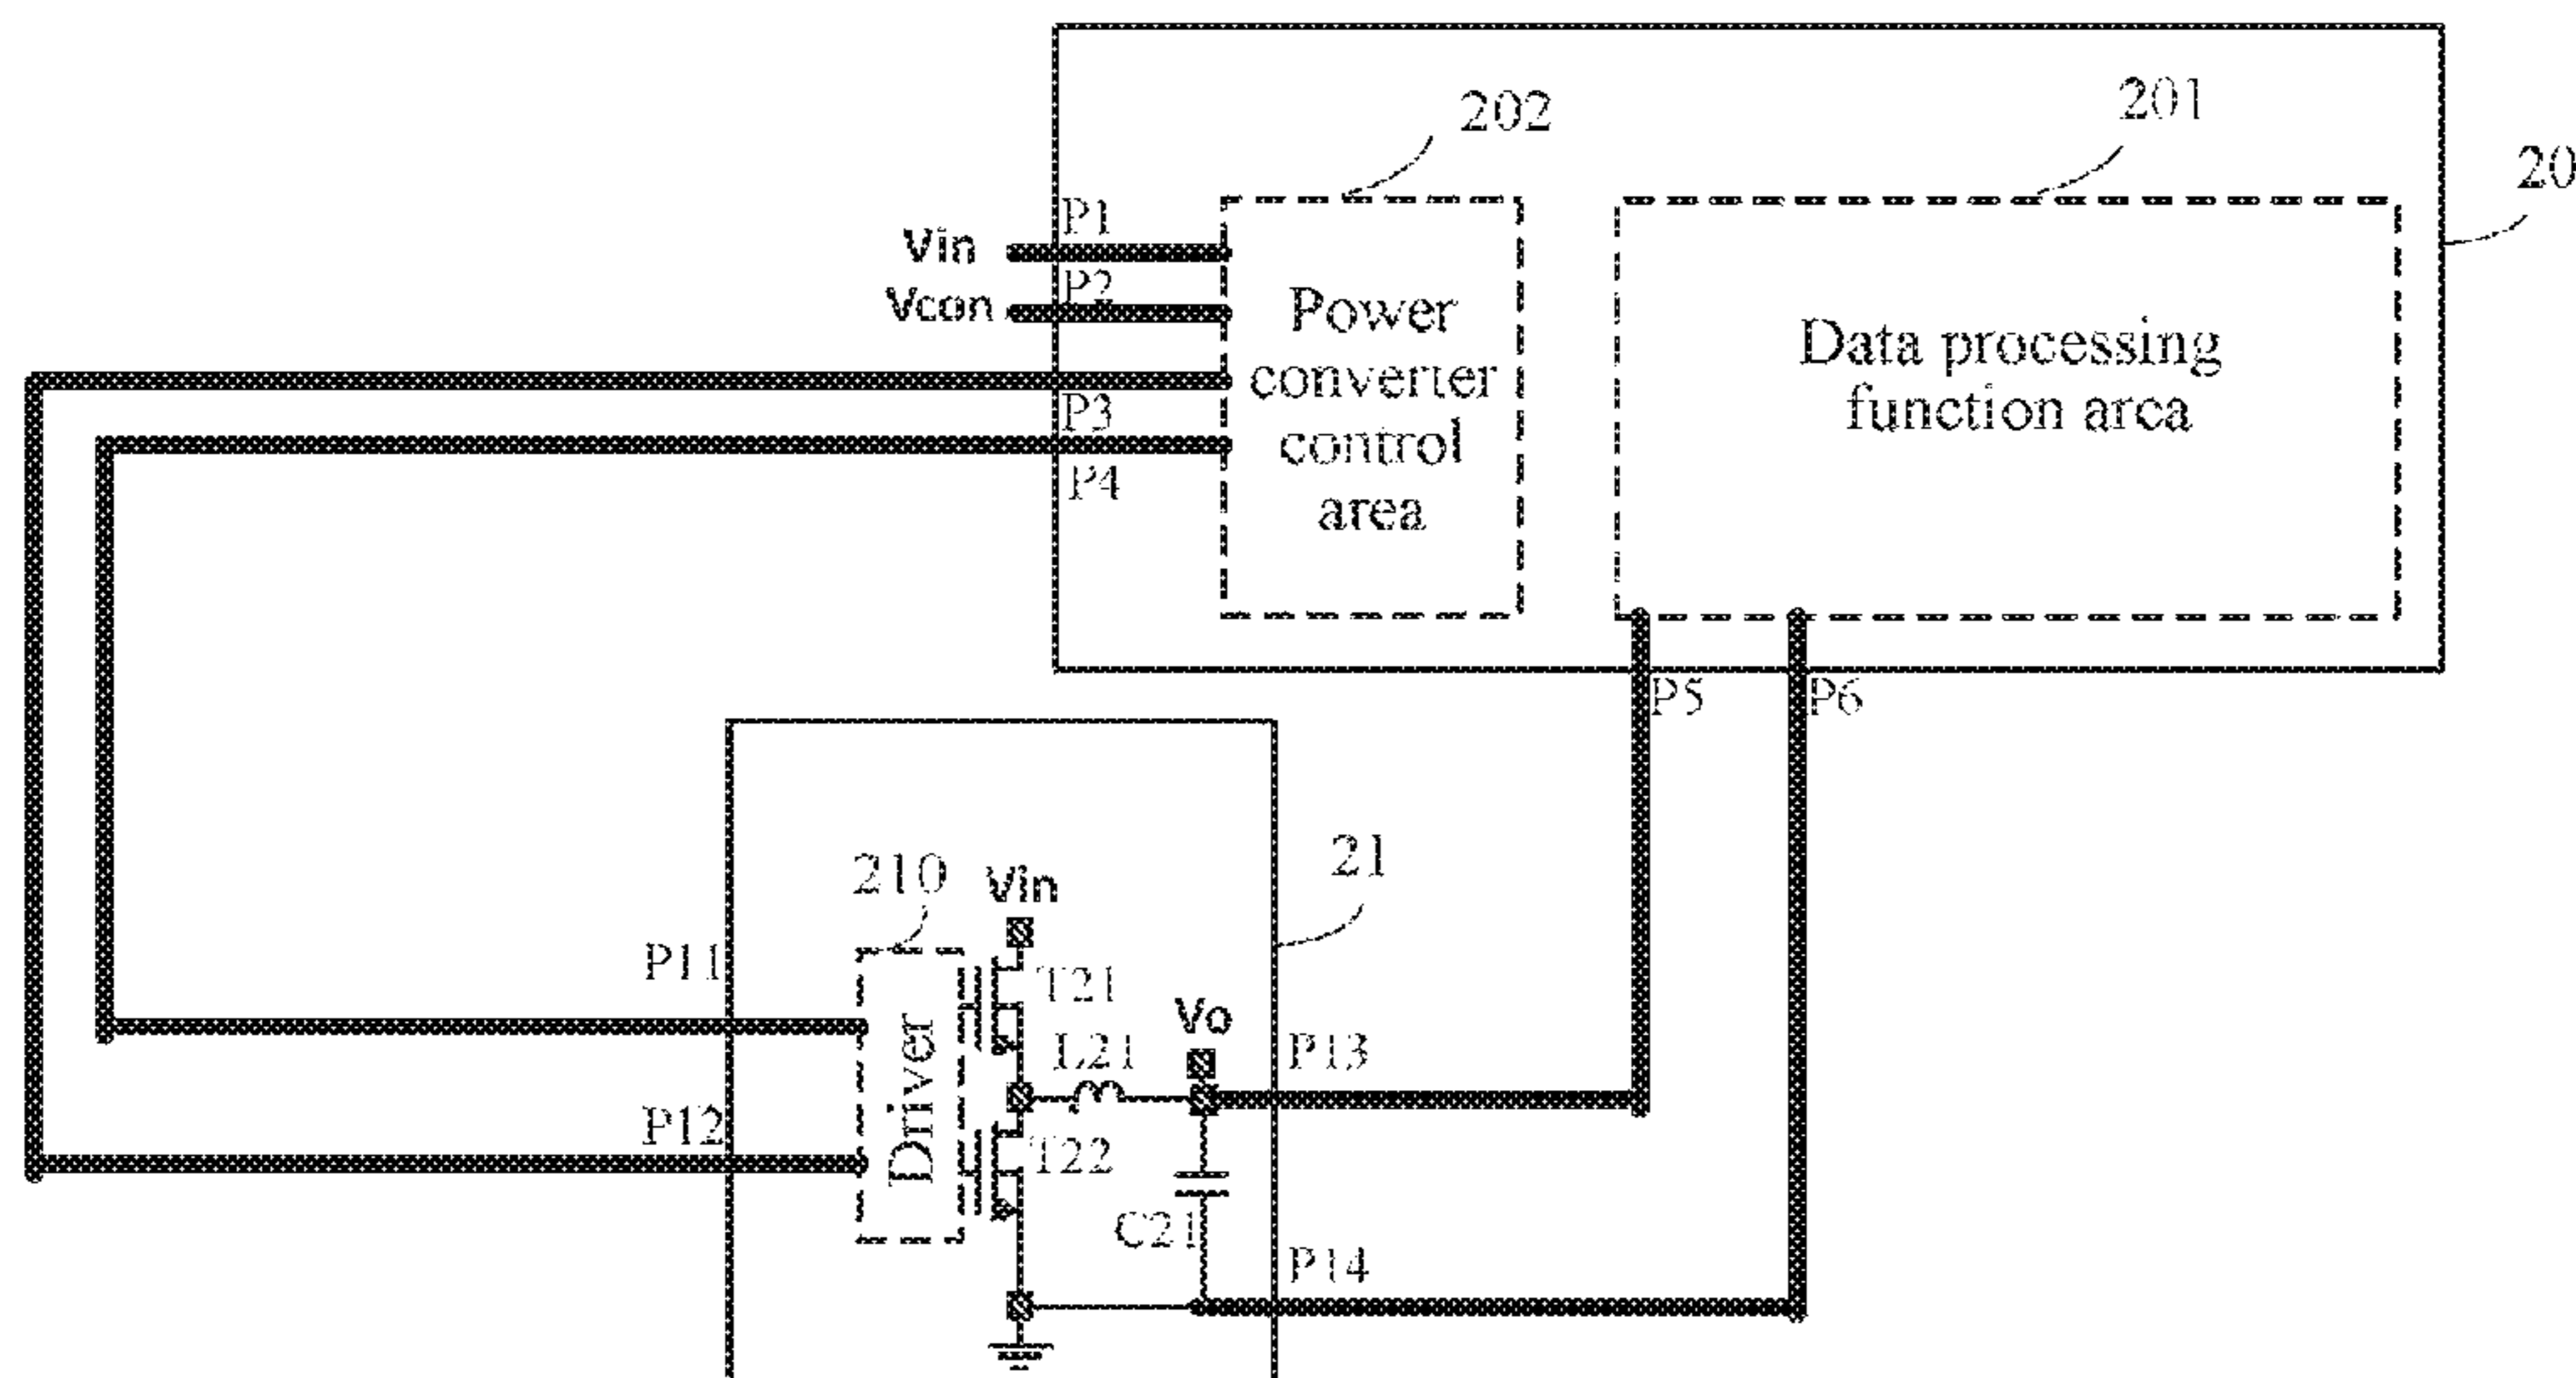 202
201
20
P1
Vin
P2
Vcon
Power
converter
control
area
Data processing
function area
P3
P4
P5
P6
21
210
Vin
P11
T21
Vo
L21
P13
Driver
P12
T22
C21
P14